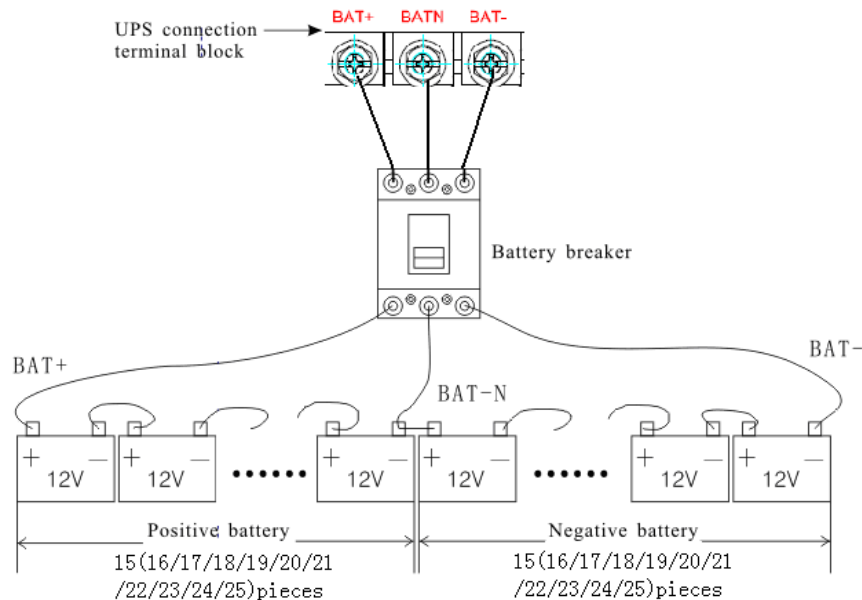 BAT+ BATN BAT-
UPS connection
terminal block
Battery breaker
BAT+
BAT-
BAT-N
+ − 12V
+ − 12V
+ − 12V
+ − 12V
+ − 12V
+ − 12V
Positive battery
Negative battery
15(16/17/18/19/20/21
/22/23/24/25)pieces
15(16/17/18/19/20/21
/22/23/24/25)pieces